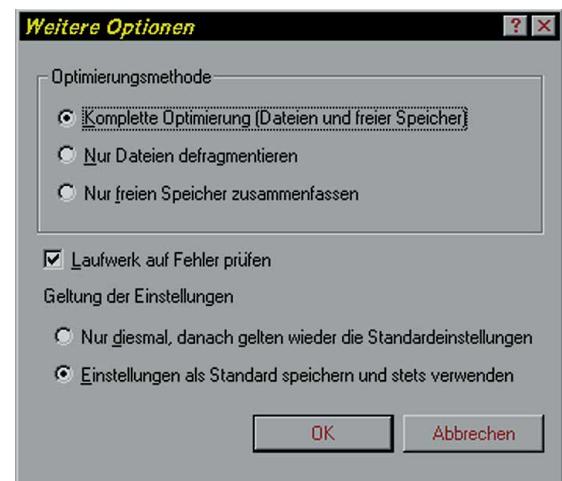 Weitere Optionen
Optimierungsmethode
Komplette Optimierung (Dateien und freier Speicher)
Nur Dateien defragmentieren
Nur freien Speicher zusammenfassen
Laufwerk auf Fehler prüfen
Geltung der Einstellungen
Nur diesmal, danach gelten wieder die Standardeinstellungen
Einstellungen als Standard speichern und stets verwenden
OK Abbrechen